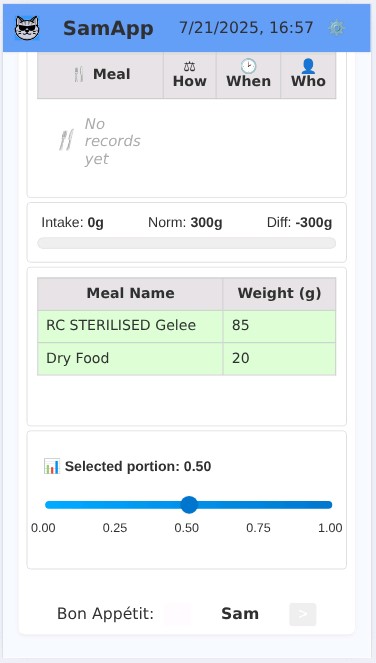 SamApp 7/21/2025, 16:57
Meal How When Who
No records yet
Intake: 0g Norm: 300g Diff: -300g
Meal Name Weight (g)
RC STERILISED Gelee 85
Dry Food 20
Selected portion: 0.50
0.00 0.25 0.50 0.75 1.00
Bon Appétit: Sam >